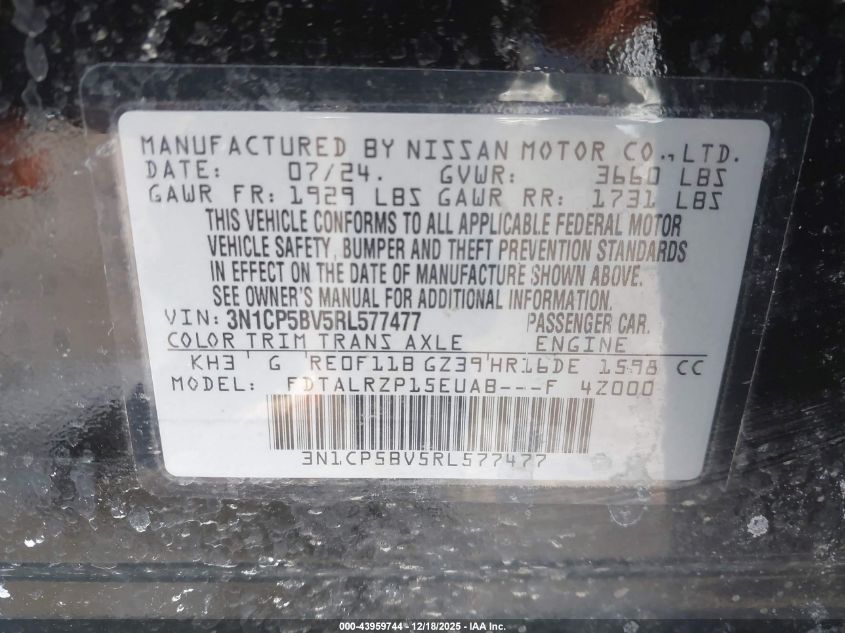 MANUFACTURED BY NISSAN MOTOR CO., LTD.
DATE: 07/24. GVWR: 3660 LBS
GAWR FR: 1929 LBS GAWR RR: 1731 LBS
THIS VEHICLE CONFORMS TO ALL APPLICABLE FEDERAL MOTOR
VEHICLE SAFETY, BUMPER AND THEFT PREVENTION STANDARDS
IN EFFECT ON THE DATE OF MANUFACTURE SHOWN ABOVE.
SEE OWNER'S MANUAL FOR ADDITIONAL INFORMATION
VIN: 3N1CP5BV5RL577477 PASSENGER CAR.
COLOR TRIM TRANS AXLE ENGINE
KH3 G RE0F11B GZ39 HR16DE 1598 CC
MODEL: FDTALRZP15EUAB---F 4Z000
3N1CP5BV5RL577477
000-43959744 | 12/18/2025 - IAA Inc.